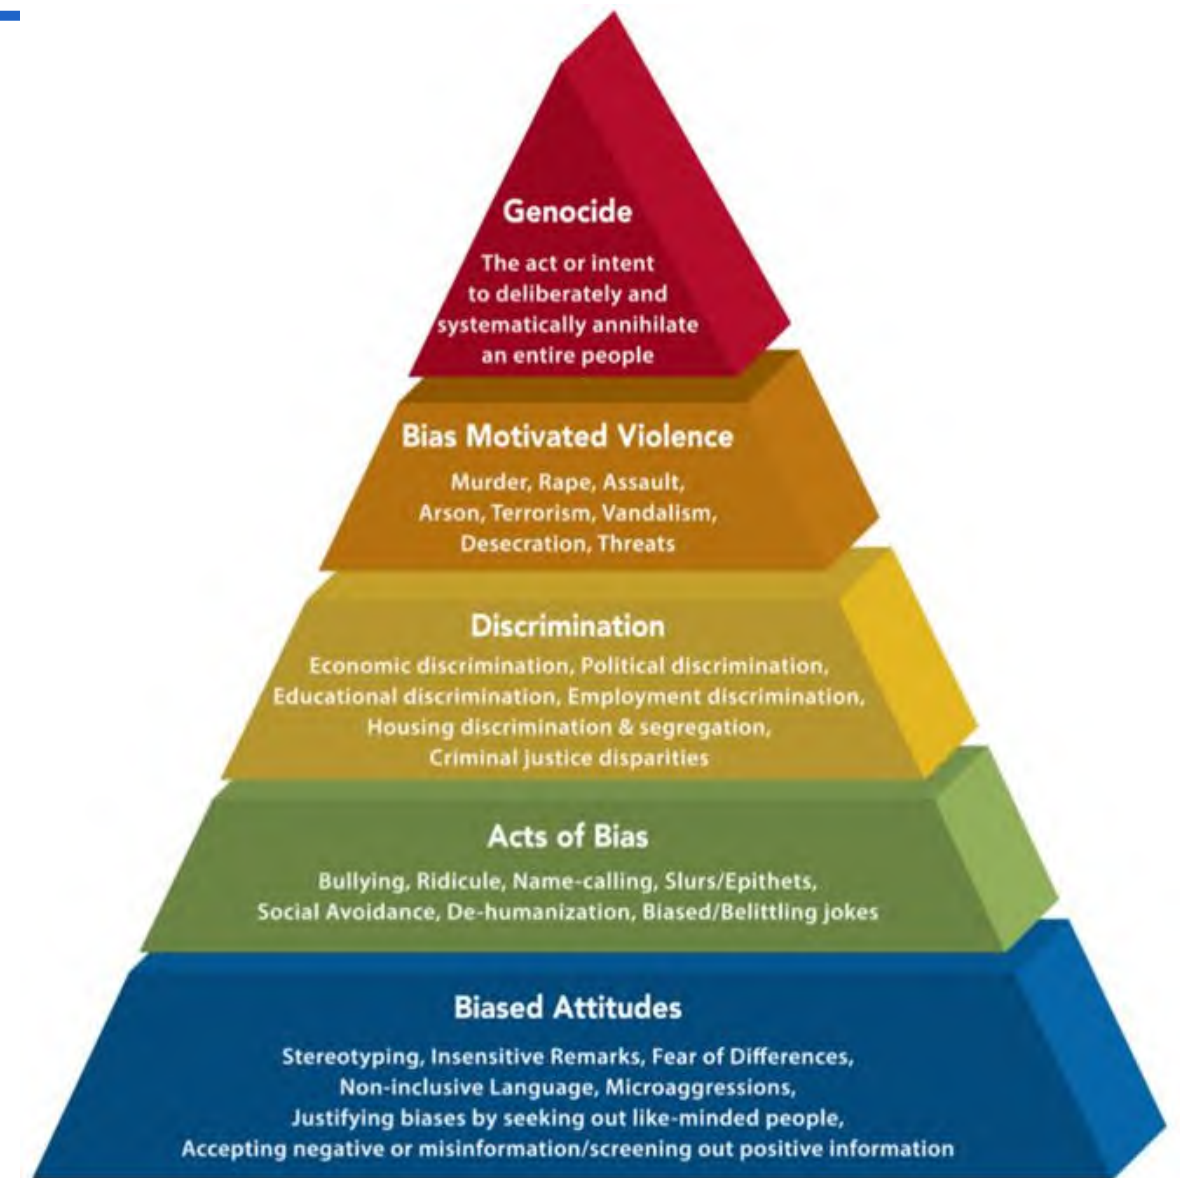 Genocide
The act or intent
to deliberately and
systematically annihilate
an entire people
Bias Motivated Violence
Murder, Rape, Assault,
Arson, Terrorism, Vandalism,
Desecration, Threats
Discrimination
Economic discrimination, Political discrimination,
Educational discrimination, Employment discrimination,
Housing discrimination & segregation,
Criminal justice disparities
Acts of Bias
Bullying, Ridicule, Name-calling, Slurs/Epithets,
Social Avoidance, De-humanization, Biased/Belittling jokes
Biased Attitudes
Stereotyping, Insensitive Remarks, Fear of Differences,
Non-inclusive Language, Microaggressions,
Justifying biases by seeking out like-minded people,
Accepting negative or misinformation/screening out positive information